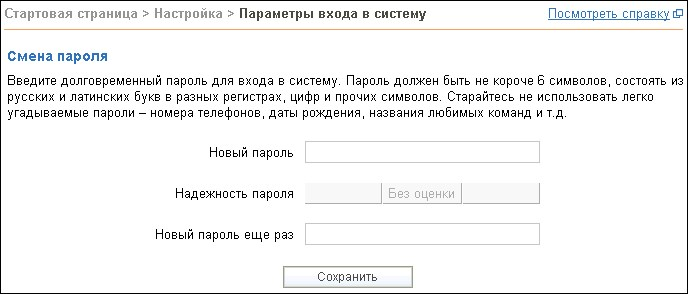 Стартовая страница > Настройка > Параметры входа в систему Посмотреть справку
Смена пароля
Введите долговременный пароль для входа в систему. Пароль должен быть не короче 6 символов, состоять из
русских и латинских букв в разных регистрах, цифр и прочих символов. Старайтесь не использовать легко
угадываемые пароли – номера телефонов, даты рождения, названия любимых команд и т.д.
Новый пароль
Надежность пароля Без оценки
Новый пароль еще раз
Сохранить